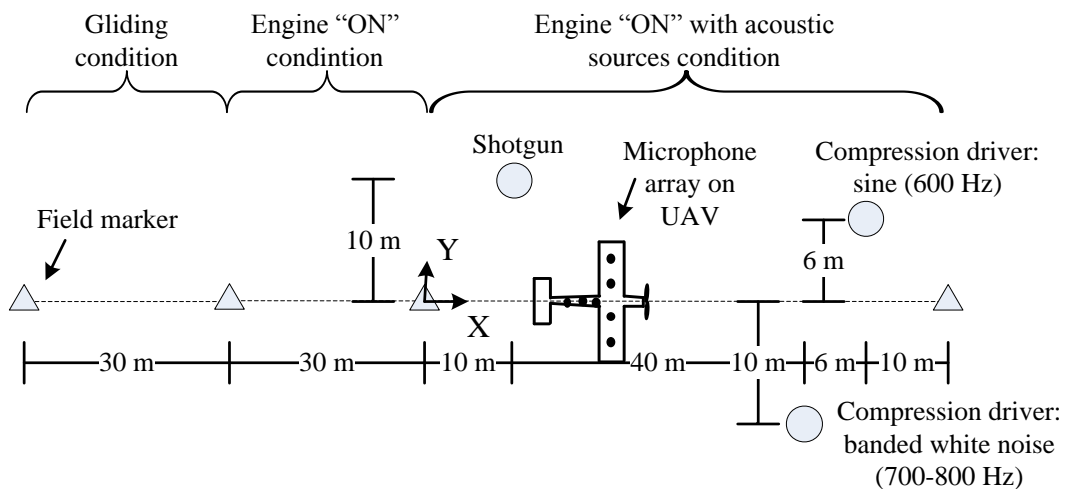 Gliding
condition
Engine “ON”
condintion
Engine “ON” with acoustic
sources condition
Shotgun
Microphone
array on
UAV
Compression driver:
sine (600 Hz)
Field marker
10 m
Y
6 m
X
30 m
30 m
10 m
40 m
10 m
6 m
10 m
Compression driver:
banded white noise
(700-800 Hz)